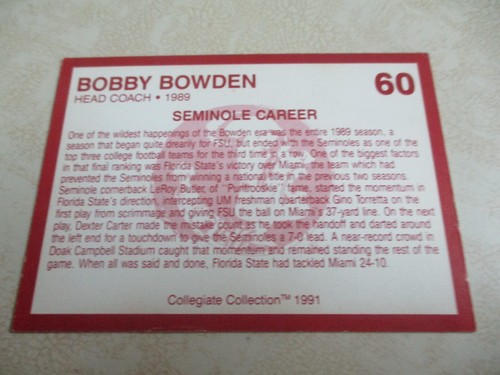 BOBBY BOWDEN
60
HEAD COACH • 1989
SEMINOLE CAREER
One of the wildest happenings of the Bowden era was the entire 1989 season, a
season that began quite drearily for FSU, but ended with the Seminoles as one of the
top three college football teams for the third time in a row. One of the biggest factors
in that final ranking was Florida State's victory over Miami, the team which had
prevented the Seminoles from winning a national title in the previous two seasons.
Seminole cornerback LeRoy Butler, of "Puntrooskie" fame, started the momentum in
Florida State's direction, intercepting UM freshman quarterback Gino Torretta on the
first play from scrimmage and giving FSU the ball on Miami's 37-yard line. On the next
play, Dexter Carter made the mistake count as he took the handoff and darted around
the left end for a touchdown to give the Seminoles a 7-0 lead. A near-record crowd in
Doak Campbell Stadium caught that momentum and remained standing the rest of the
game. When all was said and done, Florida State had tackled Miami 24-10.
Collegiate Collection™ 1991